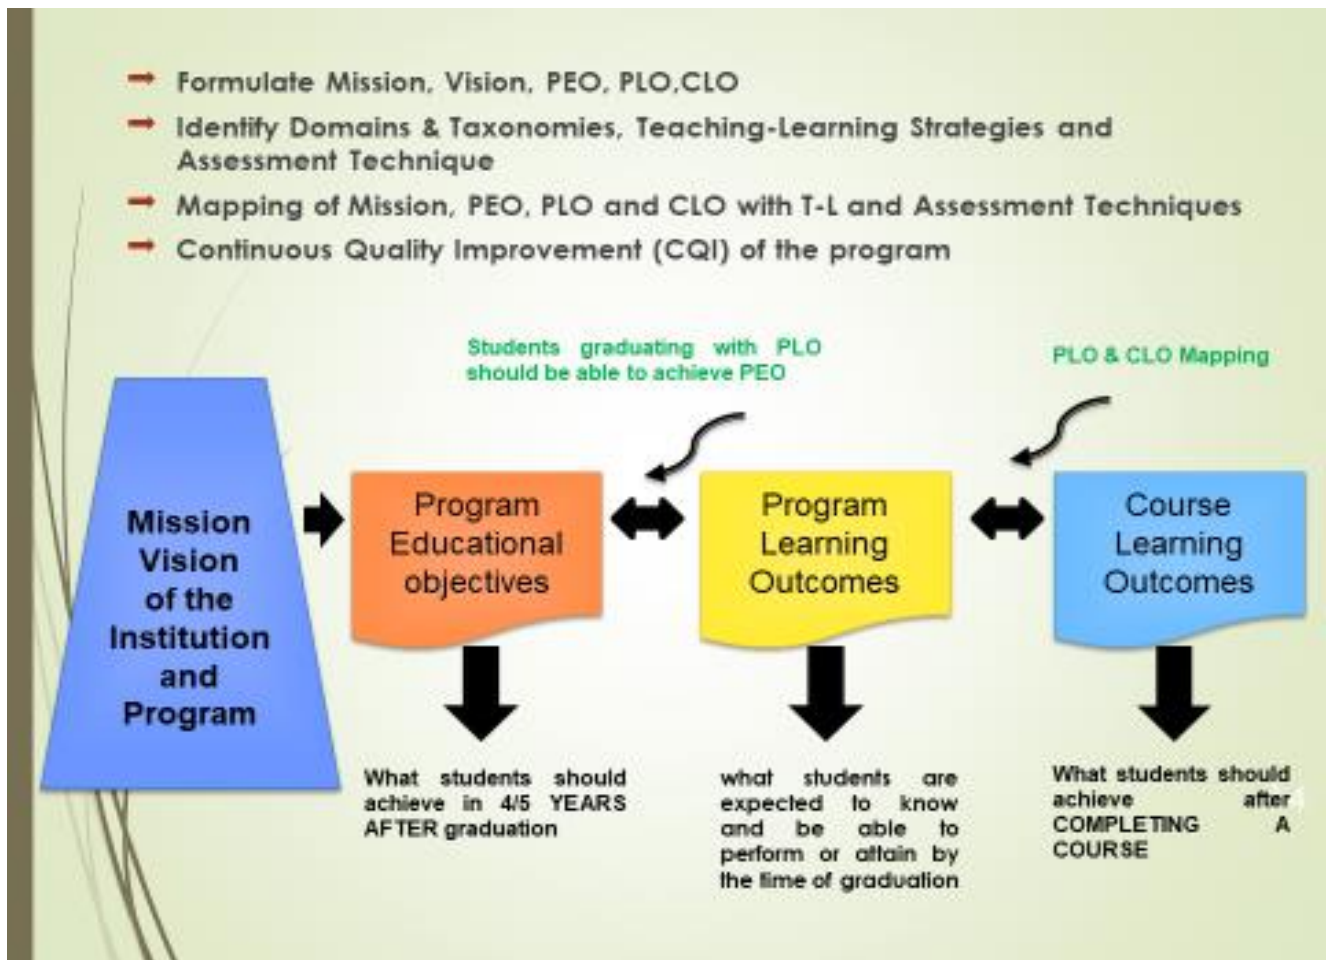 Formulate Mission, Vision, PEO, PLO,CLO
Identify Domains & Taxonomies, Teaching-Learning Strategies and
Assessment Technique
Mapping of Mission, PEO, PLO and CLO with T-L and Assessment Techniques
Continuous Quality Improvement (CQI) of the program
Students graduating with PLO
should be able to achieve PEO
PLO & CLO Mapping
Mission
Vision
of the
Institution
and
Program
Program
Educational
objectives
Program
Learning
Outcomes
Course
Learning
Outcomes
What students should
achieve in 4/5 YEARS
AFTER graduation
what students are
expected to know
and be able to
perform or attain by
the time of graduation
What students should
achieve after
COMPLETING A
COURSE